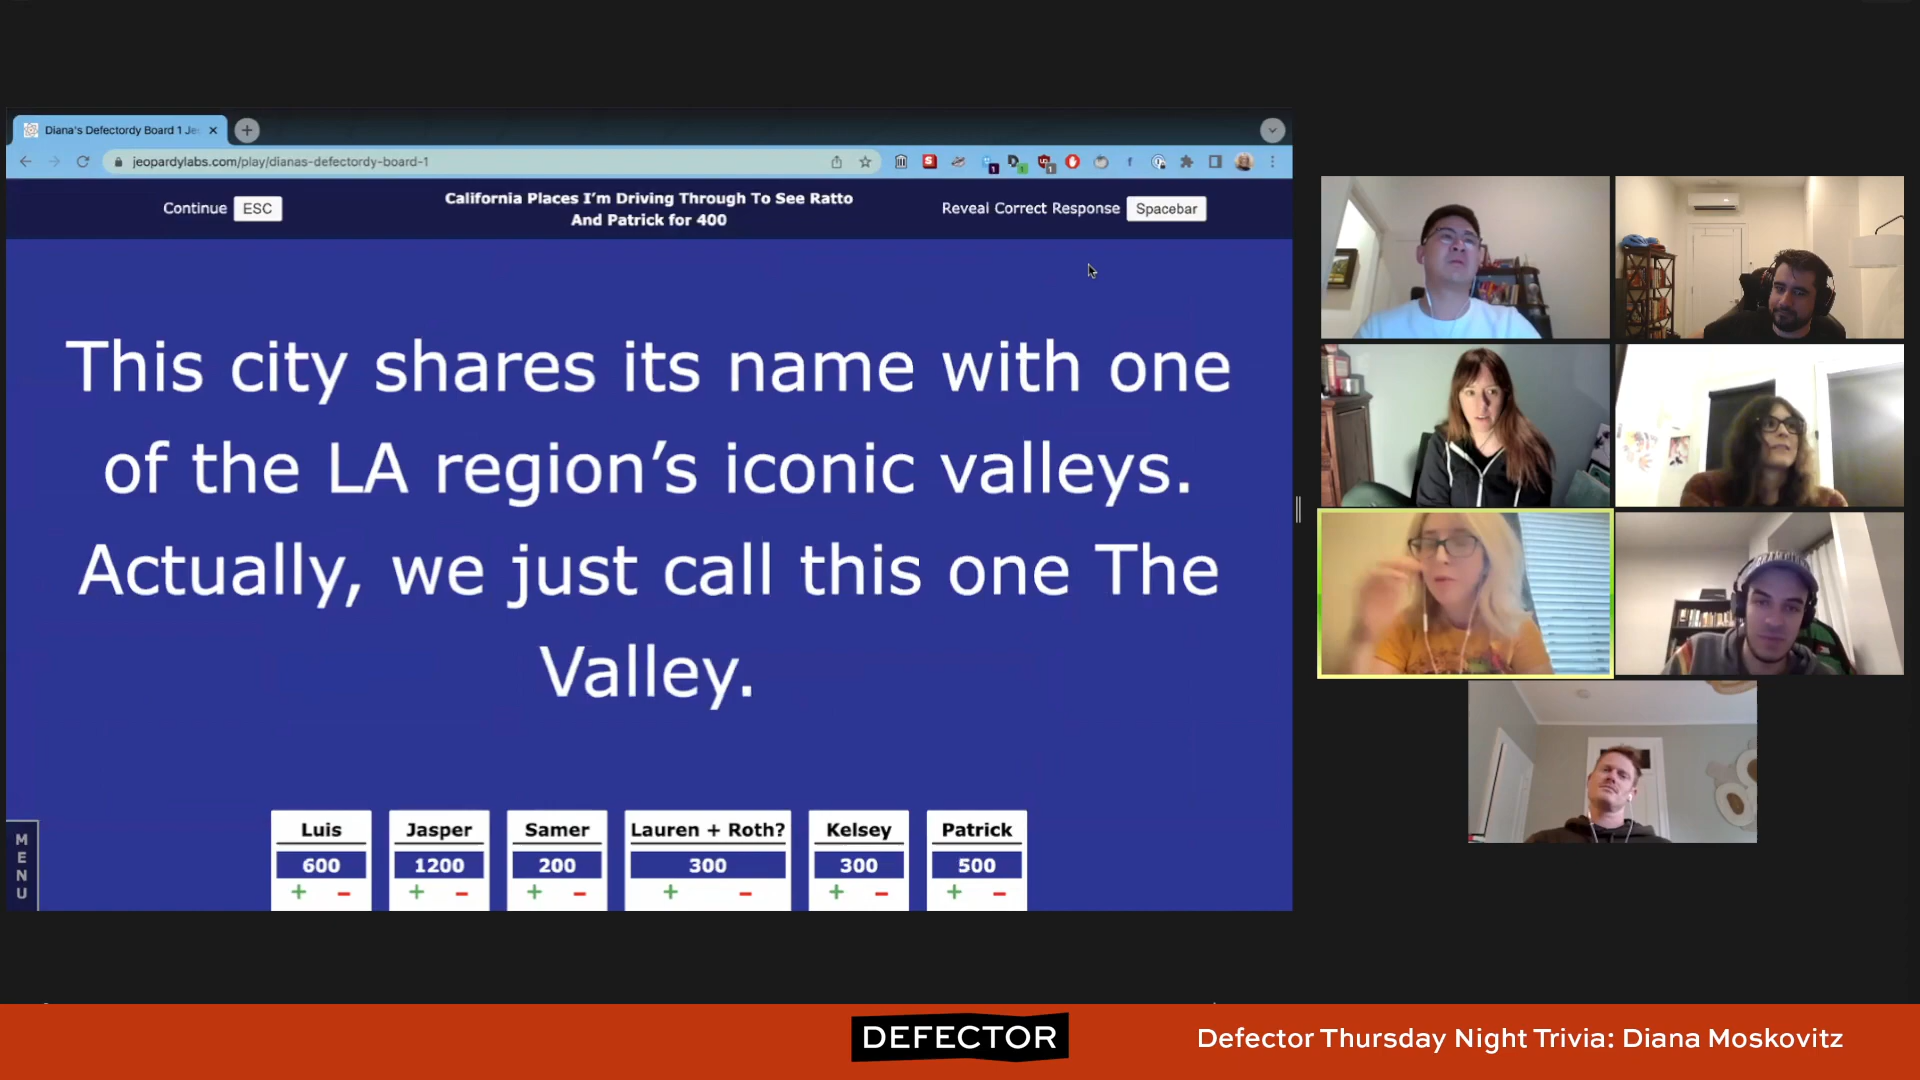 Diana's Defectordy Board 1 Je
jeopardylabs.com/play/dianas-defectordy-board-1
Continue ESC
California Places I'm Driving Through To See Ratto
And Patrick for 400
Reveal Correct Response Spacebar
This city shares its name with one
of the LA region's iconic valleys.
Actually, we just call this one The
Valley.
MENU
Luis
600
+ −
Jasper
1200
+ −
Samer
200
+ −
Lauren + Roth?
300
+ −
Kelsey
300
+ −
Patrick
500
+ −
DEFECTOR
Defector Thursday Night Trivia: Diana Moskovitz